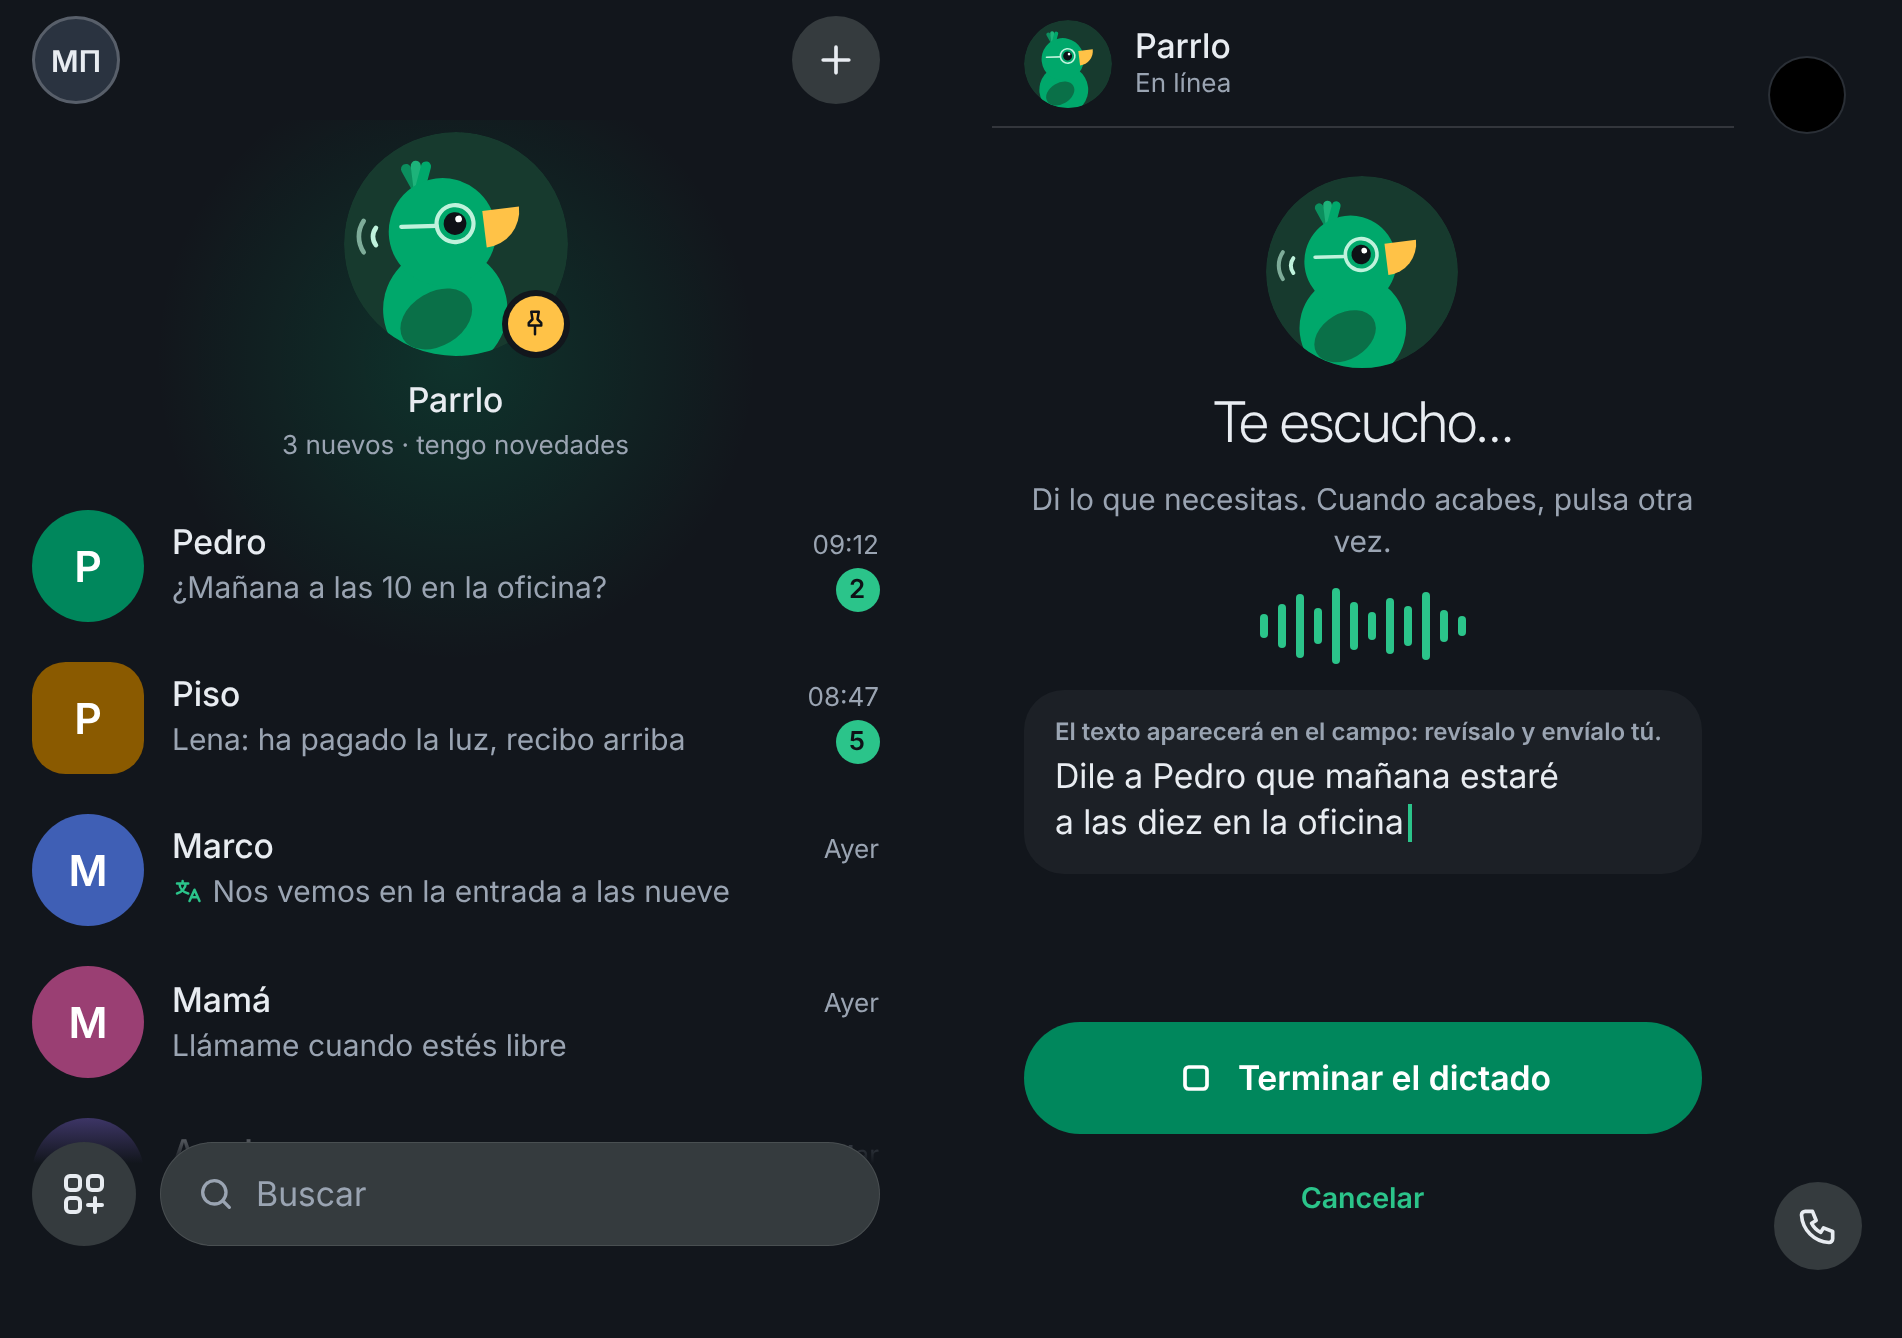 МП
Parrlo
3 nuevos · tengo novedades
P
Pedro
09:12
¿Mañana a las 10 en la oficina?
2
P
Piso
08:47
Lena: ha pagado la luz, recibo arriba
5
M
Marco
Ayer
Nos vemos en la entrada a las nueve
M
Mamá
Ayer
Llámame cuando estés libre
Buscar
Parrlo
En línea
Te escucho...
Di lo que necesitas. Cuando acabes, pulsa otra
vez.
El texto aparecerá en el campo: revísalo y envíalo tú.
Dile a Pedro que mañana estaré
a las diez en la oficina
Terminar el dictado
Cancelar